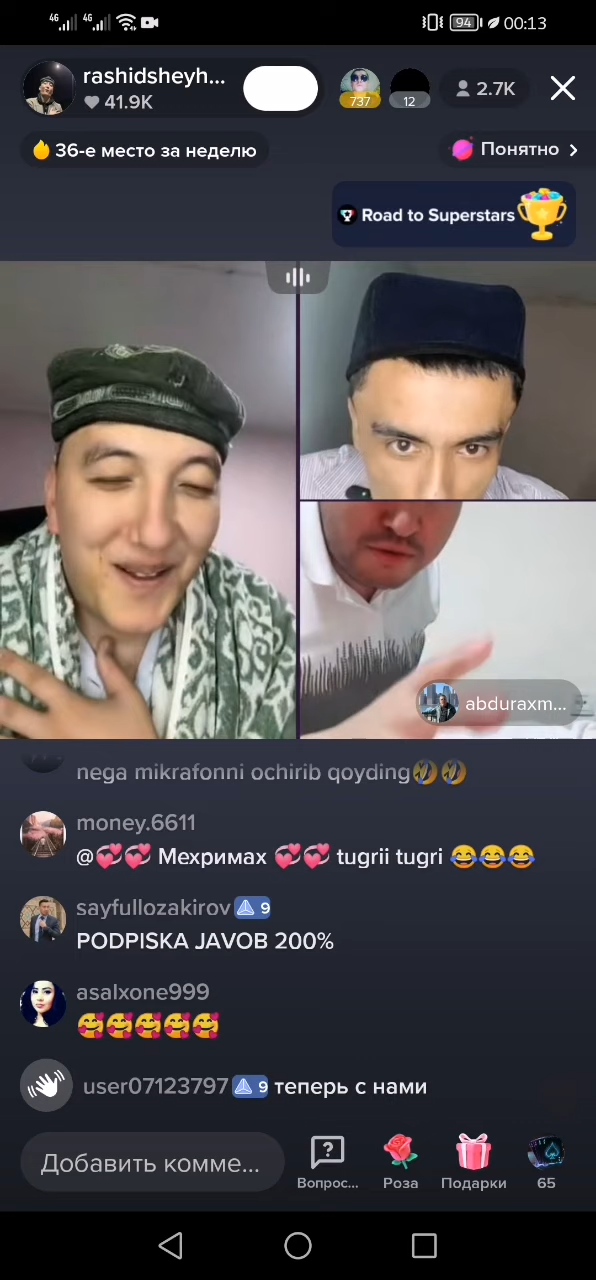 4G 4G 94 00:13
rashidsheyh...
41.9K
737 12 2.7K
36-е место за неделю
Понятно
Road to Superstars
abduraxm...
nega mikrafonni ochirib qoyding🤣🤣
money.6611
@💞💞 Мехримах 💞💞 tugrii tugri 😂😂😂
sayfullozakirov 9
PODPISKA JAVOB 200%
asalxone999
🥰🥰🥰🥰🥰
user07123797 9 теперь с нами
Добавить комме...
Вопрос... Роза Подарки 65